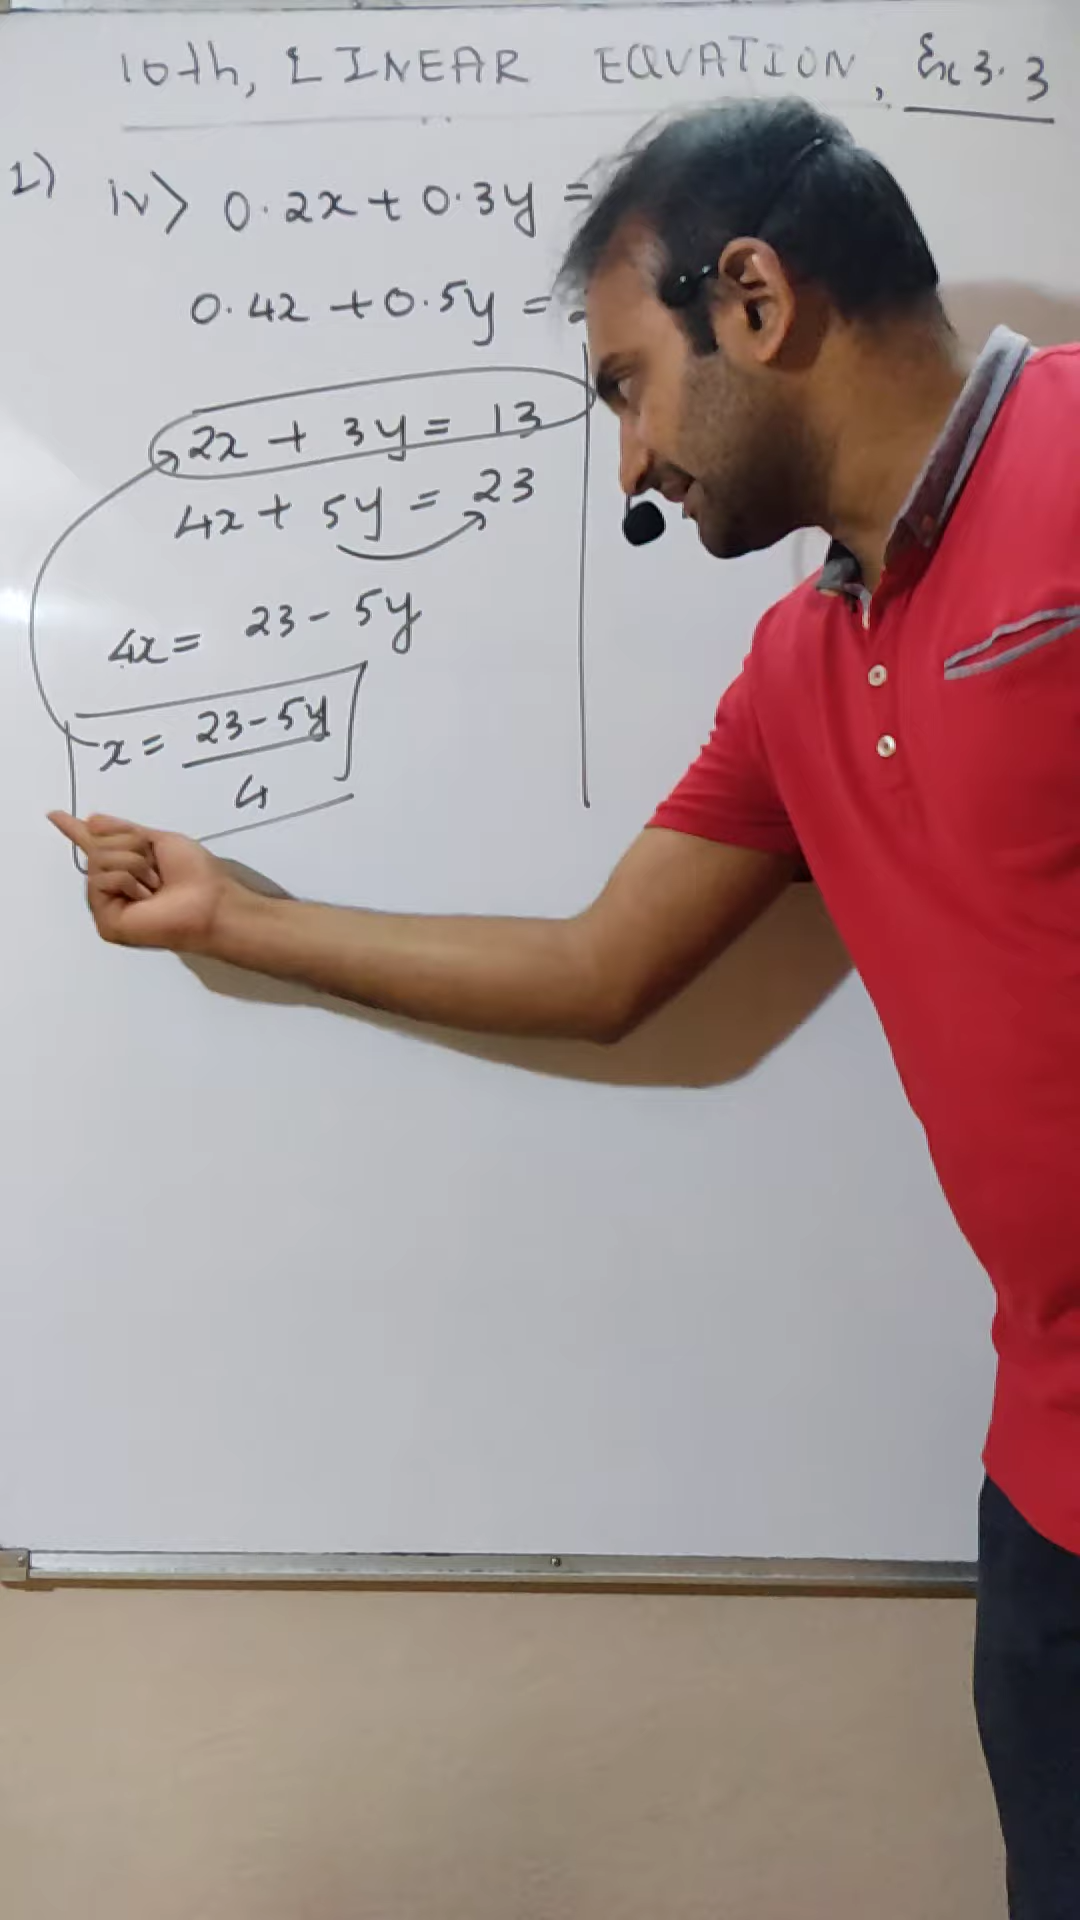 10th, LINEAR EQUATION, Ex 3.3
1) iv> 0.2x + 0.3y =
0.4x + 0.5y =
2x + 3y = 13
4x + 5y = 23
4x = 23 - 5y
x = 23-5y
4